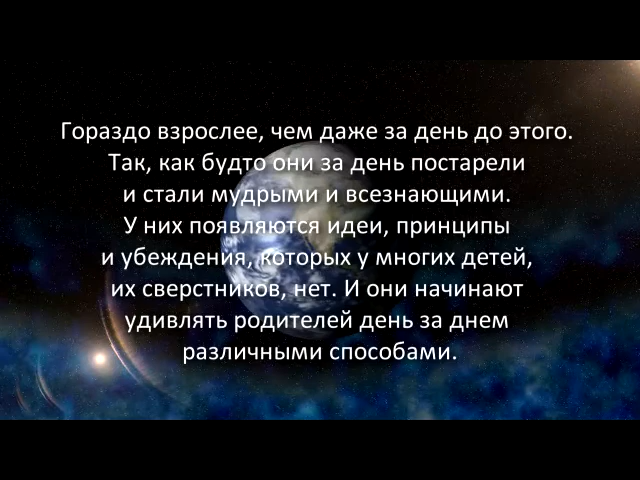 Гораздо взрослее, чем даже за день до этого.
Так, как будто они за день постарели
и стали мудрыми и всезнающими.
У них появляются идеи, принципы
и убеждения, которых у многих детей,
их сверстников, нет. И они начинают
удивлять родителей день за днем
различными способами.